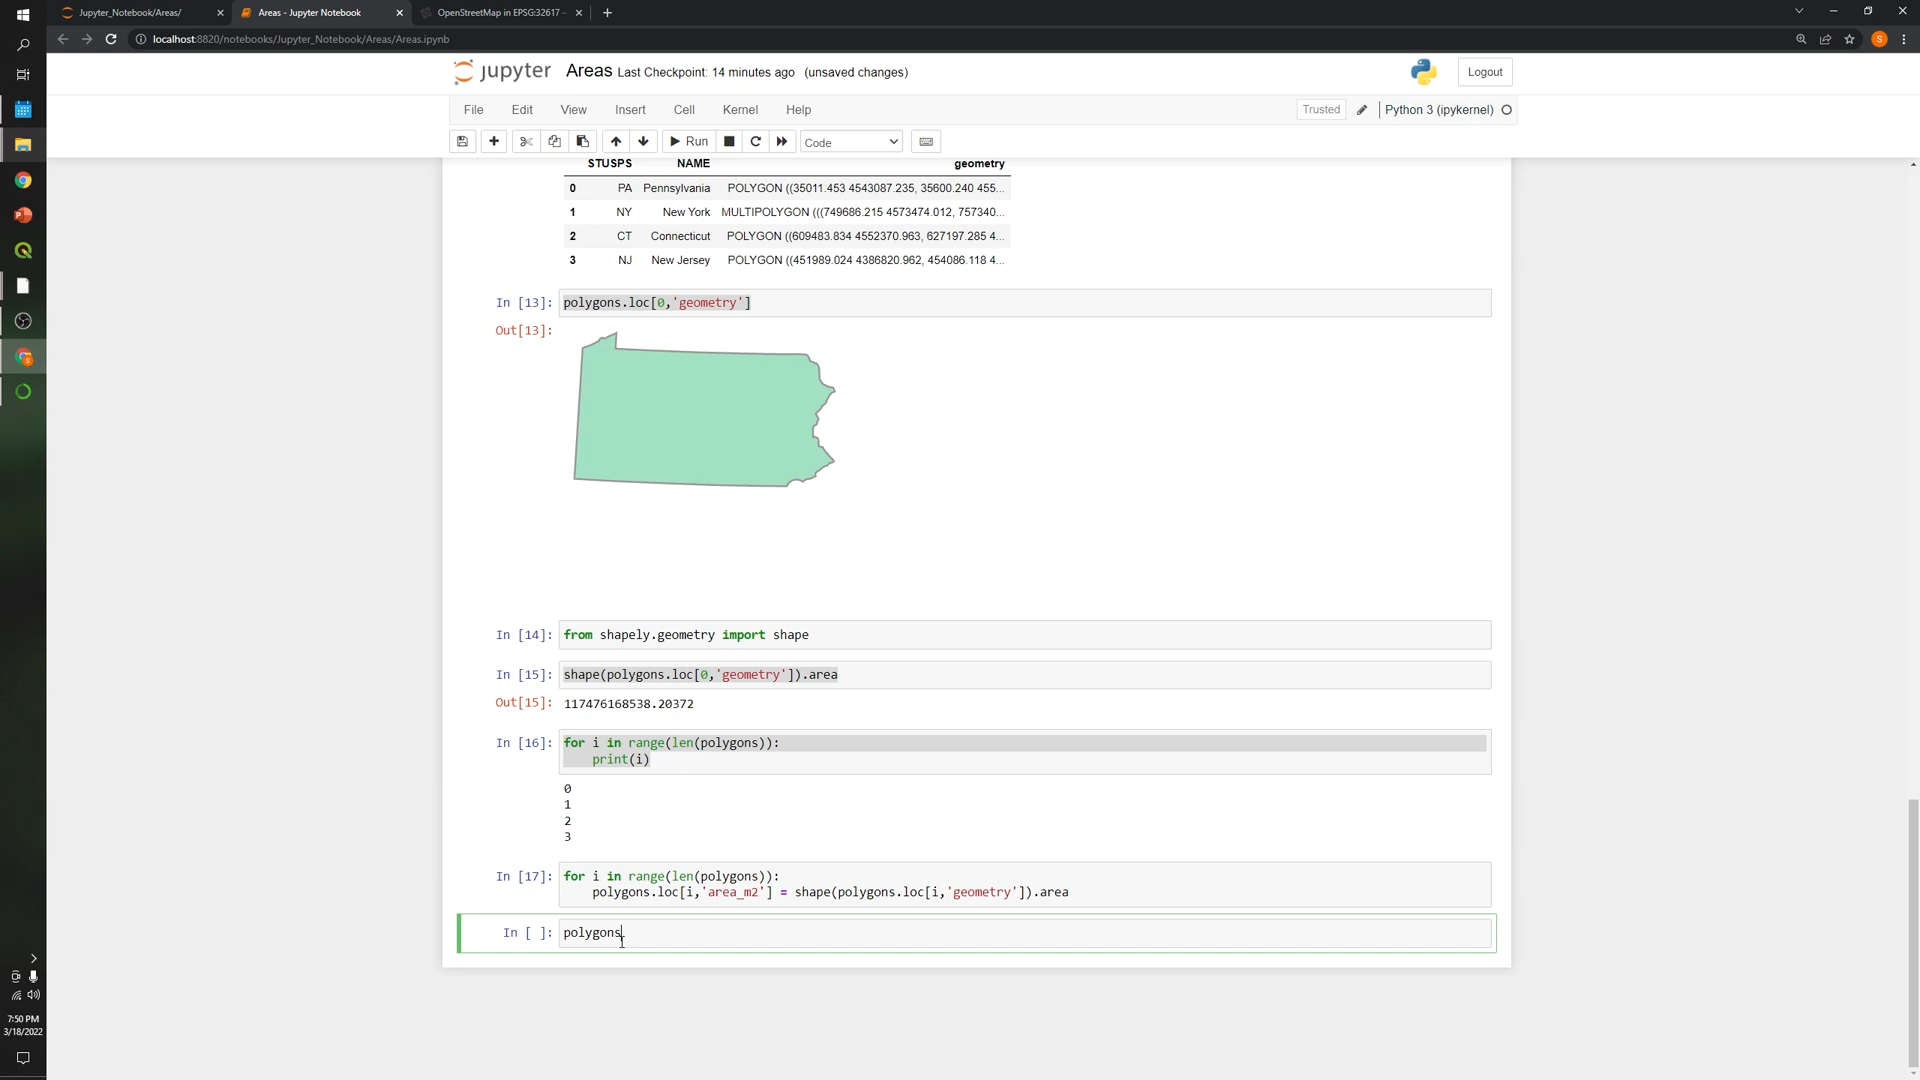 Jupyter_Notebook/Areas/
Areas - Jupyter Notebook
OpenStreetMap in EPSG:32617 -
localhost:8820/notebooks/Jupyter_Notebook/Areas/Areas.ipynb
S
jupyter Areas Last Checkpoint: 14 minutes ago (unsaved changes)
Logout
File Edit View Insert Cell Kernel Help
Trusted
Python 3 (ipykernel)
Run
Code
STUSPS NAME geometry
0 PA Pennsylvania POLYGON ((35011.453 4543087.235, 35600.240 455...
1 NY New York MULTIPOLYGON (((749686.215 4573474.012, 757340...
2 CT Connecticut POLYGON ((609483.834 4552370.963, 627197.285 4...
3 NJ New Jersey POLYGON ((451989.024 4386820.962, 454086.118 4...
In [13]: polygons.loc[0,'geometry']
Out[13]:
In [14]: from shapely.geometry import shape
In [15]: shape(polygons.loc[0,'geometry']).area
Out[15]: 117476168538.20372
In [16]: for i in range(len(polygons)):
print(i)
0
1
2
3
In [17]: for i in range(len(polygons)):
polygons.loc[i,'area_m2'] = shape(polygons.loc[i,'geometry']).area
In [ ]: polygons
7:50 PM
3/18/2022